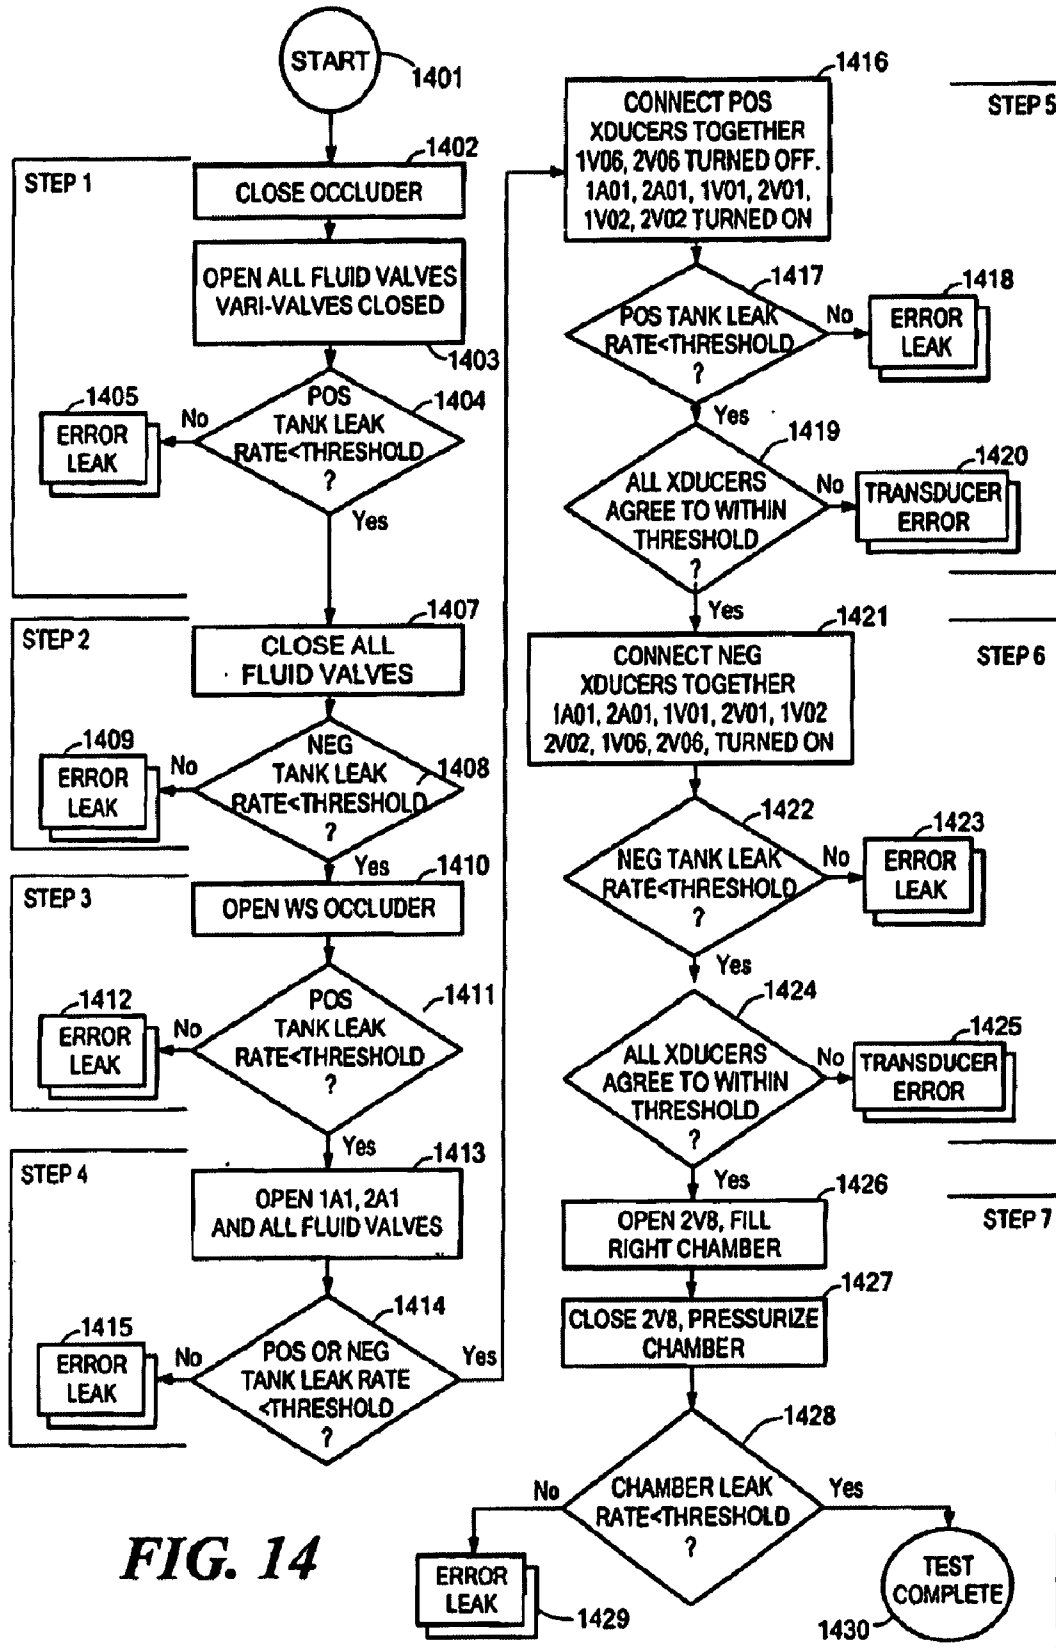 START
1401
STEP 1
1402
CLOSE OCCLUDER
OPEN ALL FLUID VALVES
VARI-VALVES CLOSED
1403
1404
POS
TANK LEAK
RATE<THRESHOLD
?
No
1405
ERROR
LEAK
Yes
STEP 2
1407
CLOSE ALL
FLUID VALVES
1408
NEG
TANK LEAK
RATE<THRESHOLD
?
No
1409
ERROR
LEAK
Yes
STEP 3
1410
OPEN WS OCCLUDER
1411
POS
TANK LEAK
RATE<THRESHOLD
?
No
1412
ERROR
LEAK
Yes
STEP 4
1413
OPEN 1A1, 2A1
AND ALL FLUID VALVES
1414
POS OR NEG
TANK LEAK RATE
<THRESHOLD
?
No
1415
ERROR
LEAK
Yes
STEP 5
1416
CONNECT POS
XDUCERS TOGETHER
1V06, 2V06 TURNED OFF.
1A01, 2A01, 1V01, 2V01,
1V02, 2V02 TURNED ON
1417
POS TANK LEAK
RATE<THRESHOLD
?
No
1418
ERROR
LEAK
Yes
1419
ALL XDUCERS
AGREE TO WITHIN
THRESHOLD
?
No
1420
TRANSDUCER
ERROR
Yes
STEP 6
1421
CONNECT NEG
XDUCERS TOGETHER
1A01, 2A01, 1V01, 2V01, 1V02
2V02, 1V06, 2V06, TURNED ON
1422
NEG TANK LEAK
RATE<THRESHOLD
?
No
1423
ERROR
LEAK
Yes
1424
ALL XDUCERS
AGREE TO WITHIN
THRESHOLD
?
No
1425
TRANSDUCER
ERROR
Yes
STEP 7
1426
OPEN 2V8, FILL
RIGHT CHAMBER
1427
CLOSE 2V8, PRESSURIZE
CHAMBER
1428
CHAMBER LEAK
RATE<THRESHOLD
?
No
ERROR
LEAK
1429
Yes
TEST
COMPLETE
1430
FIG. 14